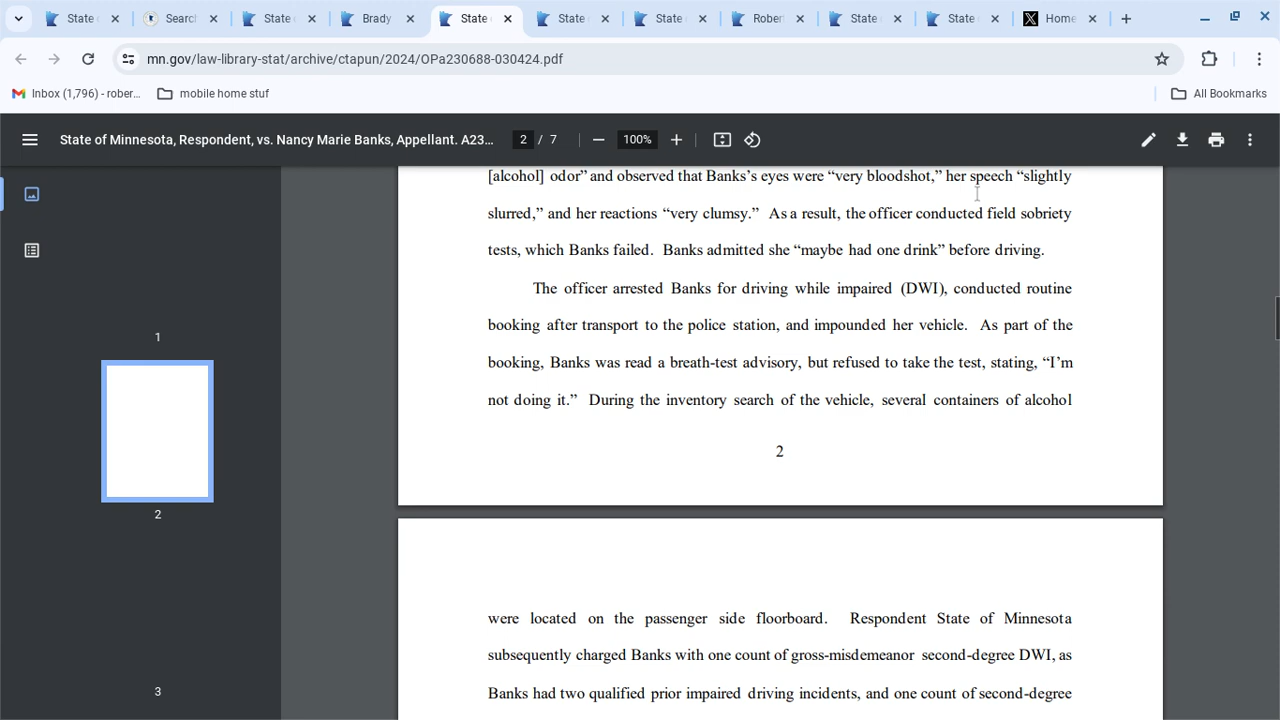 State o
Search
State o
Brady
State o
State o
State o
Rober
State o
State o
Home
mn.gov/law-library-stat/archive/ctapun/2024/OPa230688-030424.pdf
Inbox (1,796) - rober...
mobile home stuf
All Bookmarks
State of Minnesota, Respondent, vs. Nancy Marie Banks, Appellant. A23...
2 / 7
100%
[alcohol] odor” and observed that Banks’s eyes were “very bloodshot,” her speech “slightly
slurred,” and her reactions “very clumsy.” As a result, the officer conducted field sobriety
tests, which Banks failed. Banks admitted she “maybe had one drink” before driving.
The officer arrested Banks for driving while impaired (DWI), conducted routine
booking after transport to the police station, and impounded her vehicle. As part of the
booking, Banks was read a breath-test advisory, but refused to take the test, stating, “I’m
not doing it.” During the inventory search of the vehicle, several containers of alcohol
2
were located on the passenger side floorboard. Respondent State of Minnesota
subsequently charged Banks with one count of gross-misdemeanor second-degree DWI, as
Banks had two qualified prior impaired driving incidents, and one count of second-degree
1
2
3